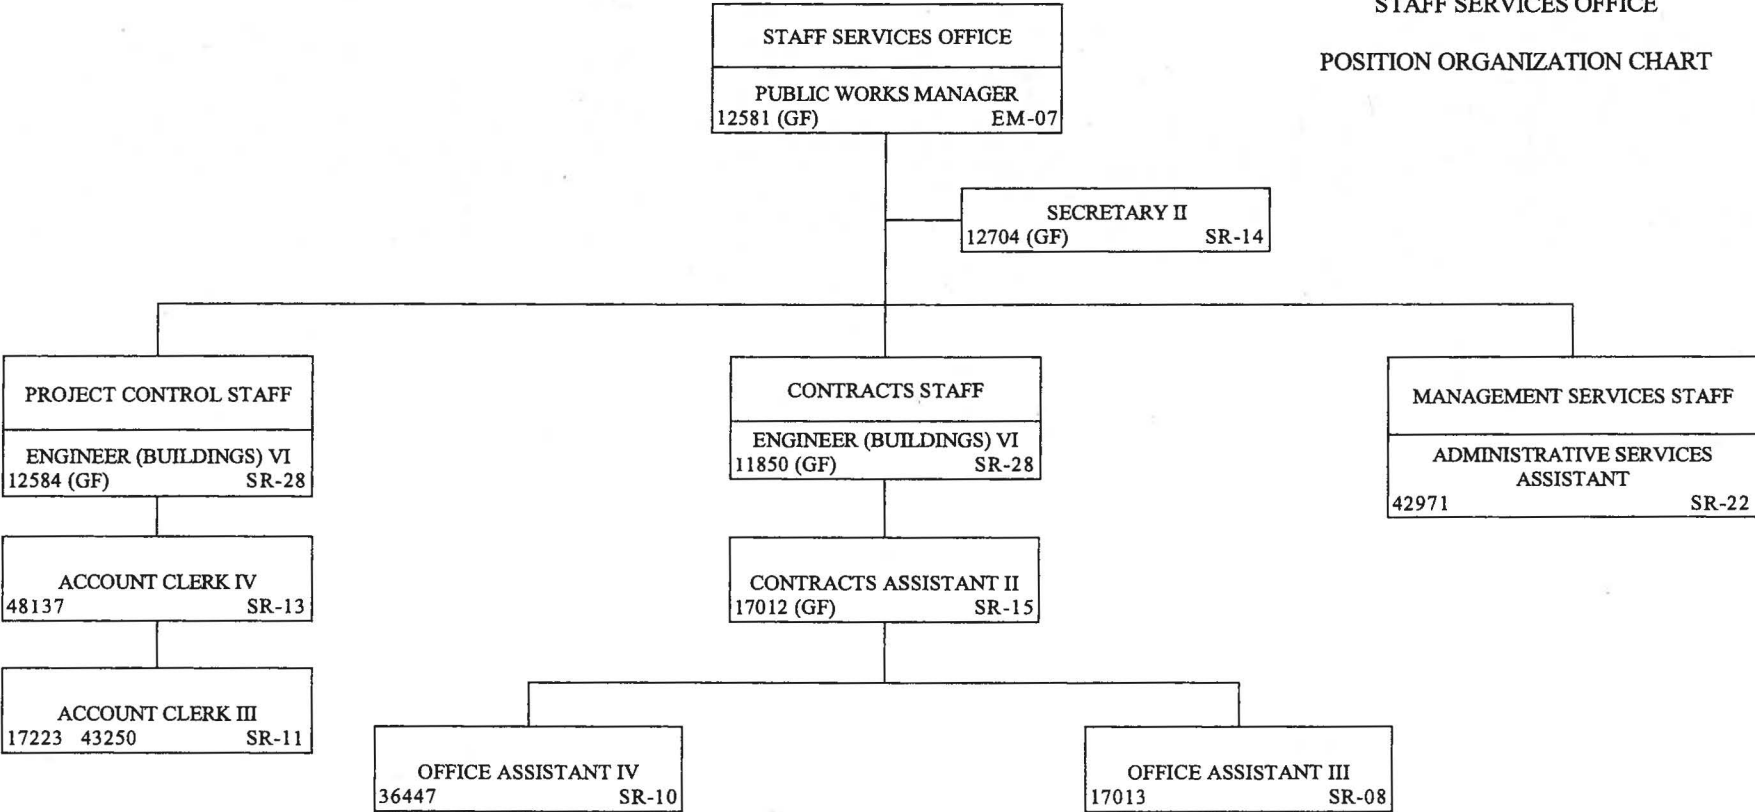 STAFF SERVICES OFFICE
POSITION ORGANIZATION CHART
STAFF SERVICES OFFICE
PUBLIC WORKS MANAGER
12581 (GF) EM-07
SECRETARY II
12704 (GF) SR-14
PROJECT CONTROL STAFF
ENGINEER (BUILDINGS) VI
12584 (GF) SR-28
ACCOUNT CLERK IV
48137 SR-13
ACCOUNT CLERK III
17223 43250 SR-11
CONTRACTS STAFF
ENGINEER (BUILDINGS) VI
11850 (GF) SR-28
CONTRACTS ASSISTANT II
17012 (GF) SR-15
OFFICE ASSISTANT IV
36447 SR-10
OFFICE ASSISTANT III
17013 SR-08
MANAGEMENT SERVICES STAFF
ADMINISTRATIVE SERVICES
ASSISTANT
42971 SR-22